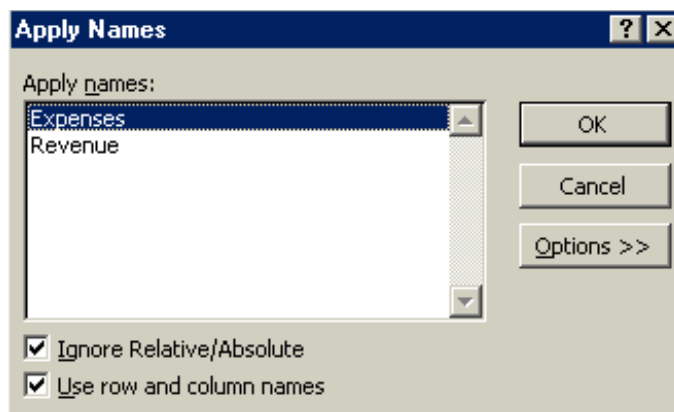 Apply Names
Apply names:
Expenses
Revenue
OK
Cancel
Options >>
Ignore Relative/Absolute
Use row and column names